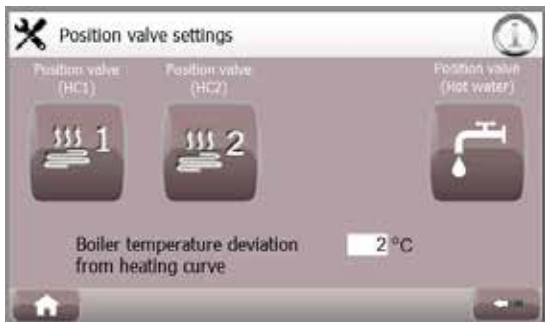 Position valve settings
Position valve
(HC1)
Position valve
(HC2)
Position valve
(Hot water)
1
2
Boiler temperature deviation
from heating curve
2 °C